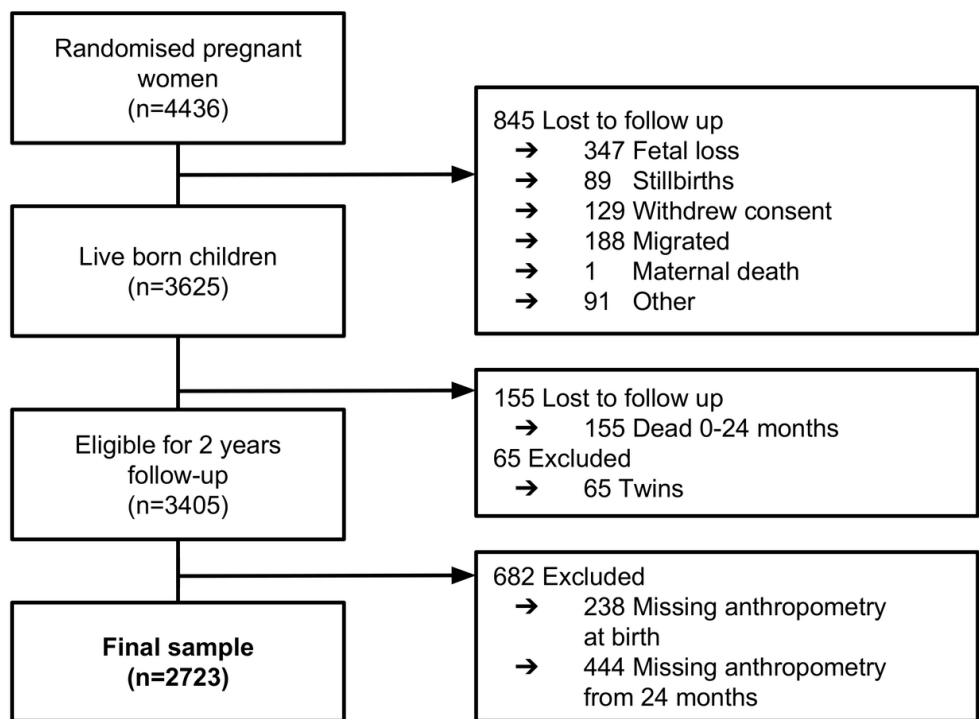 Randomised pregnant
women
(n=4436)
845 Lost to follow up
➔ 347 Fetal loss
➔ 89 Stillbirths
➔ 129 Withdrew consent
➔ 188 Migrated
➔ 1 Maternal death
➔ 91 Other
Live born children
(n=3625)
155 Lost to follow up
➔ 155 Dead 0-24 months
65 Excluded
➔ 65 Twins
Eligible for 2 years
follow-up
(n=3405)
682 Excluded
➔ 238 Missing anthropometry
at birth
➔ 444 Missing anthropometry
from 24 months
Final sample
(n=2723)